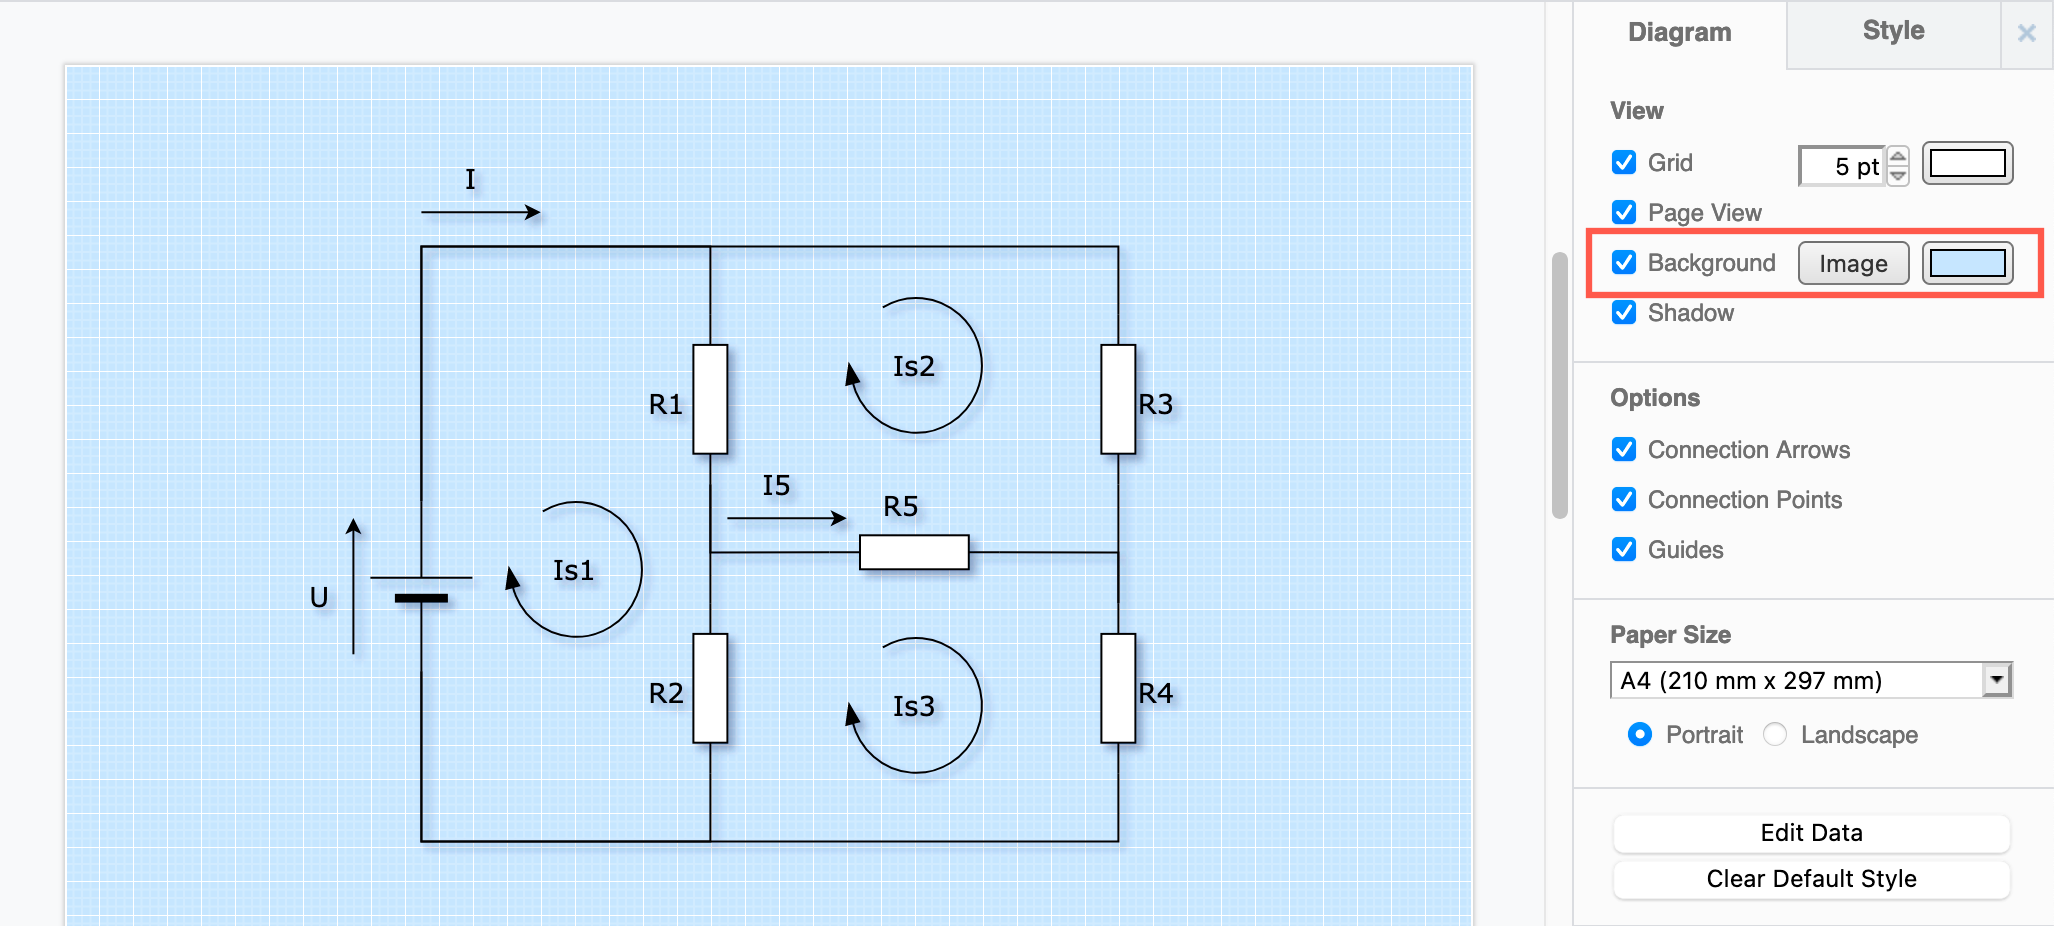 Diagram
Style
×
View
Grid
5 pt
Page View
Background
Image
Shadow
Options
Connection Arrows
Connection Points
Guides
Paper Size
A4 (210 mm x 297 mm)
Portrait
Landscape
Edit Data
Clear Default Style
I
Is2
R1
R3
I5
R5
Is1
U
R2
Is3
R4